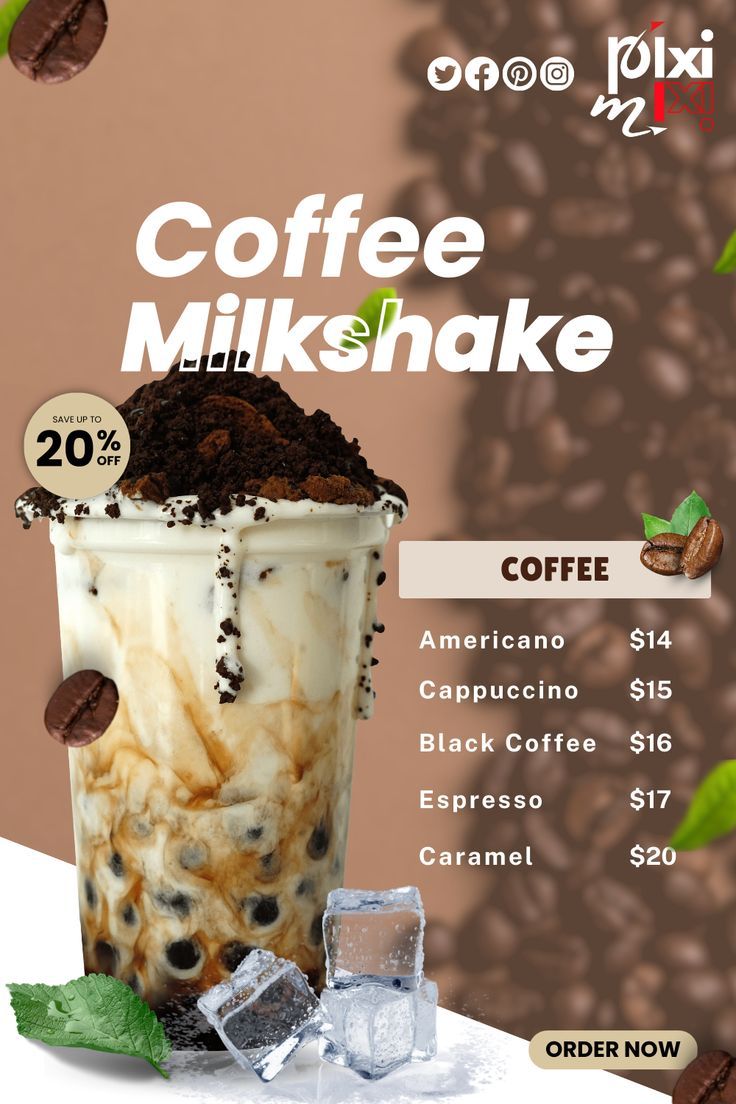 pixi
mixi
Coffee
Milkshake
SAVE UP TO
20%
OFF
COFFEE
Americano $14
Cappuccino $15
Black Coffee $16
Espresso $17
Caramel $20
ORDER NOW